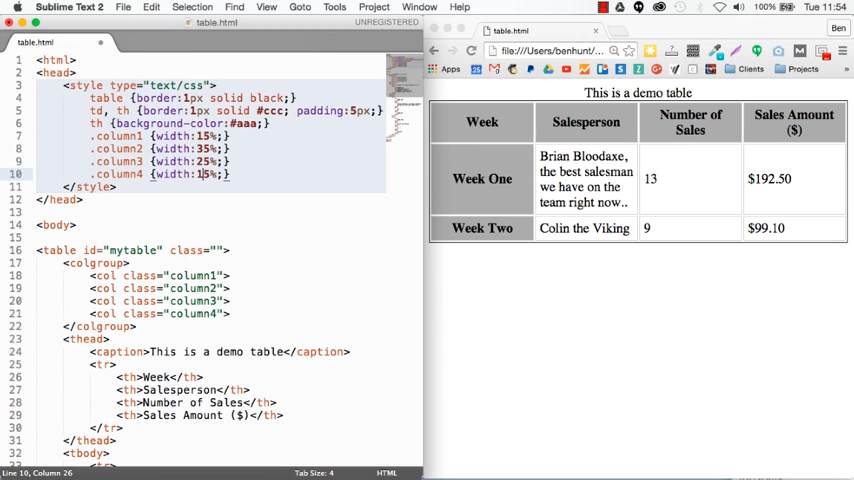 Sublime Text 2 File Edit Selection Find View Goto Tools Project Window Help 100% Tue 11:54
table.html UNREGISTERED
table.html
1 <html>
2 <head>
3 <style type="text/css">
4 table {border:1px solid black;}
5 td, th {border:1px solid #ccc; padding:5px;}
6 th {background-color:#aaa;}
7 .column1 {width:15%;}
8 .column2 {width:35%;}
9 .column3 {width:25%;}
10 .column4 {width:15%;}
11 </style>
12 </head>
13
14 <body>
15
16 <table id="mytable" class="">
17 <colgroup>
18 <col class="column1">
19 <col class="column2">
20 <col class="column3">
21 <col class="column4">
22 </colgroup>
23 <thead>
24 <caption>This is a demo table</caption>
25 <tr>
26 <th>Week</th>
27 <th>Salesperson</th>
28 <th>Number of Sales</th>
29 <th>Sales Amount ($)</th>
30 </tr>
31 </thead>
32 <tbody>
33 <tr>
Line 10, Column 26 Tab Size: 4 HTML
table.html Ben
file:///Users/benhunt/...
Apps Clients Projects »
This is a demo table
Week Salesperson Number of Sales Sales Amount ($)
Week One Brian Bloodaxe, the best salesman we have on the team right now.. 13 $192.50
Week Two Colin the Viking 9 $99.10